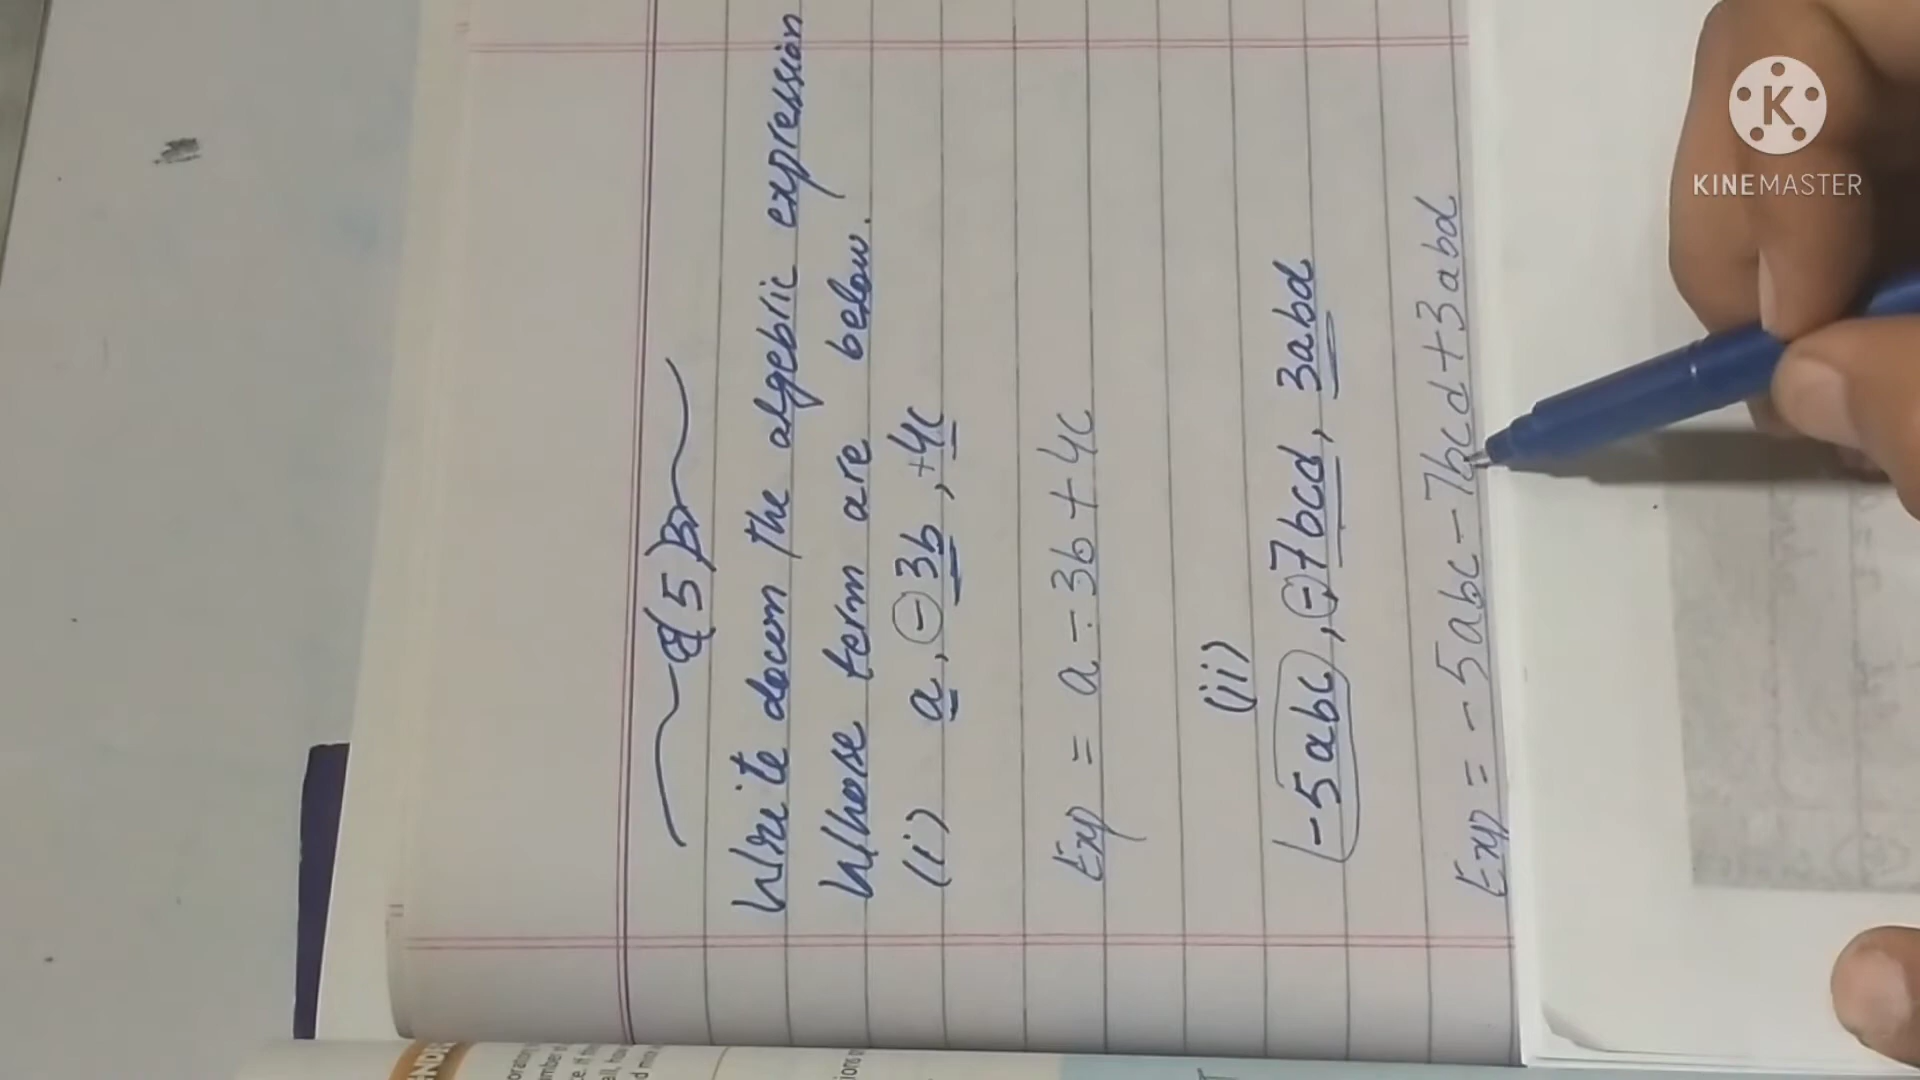 Q(5)B
Write down the algebric expression
Whose term are below.
(i) a, -3b, +4c
Exp = a - 3b + 4c
(ii)
-5abc, -7bcd, 3abd
Exp = -5abc - 7bcd + 3abd
K
KINEMASTER